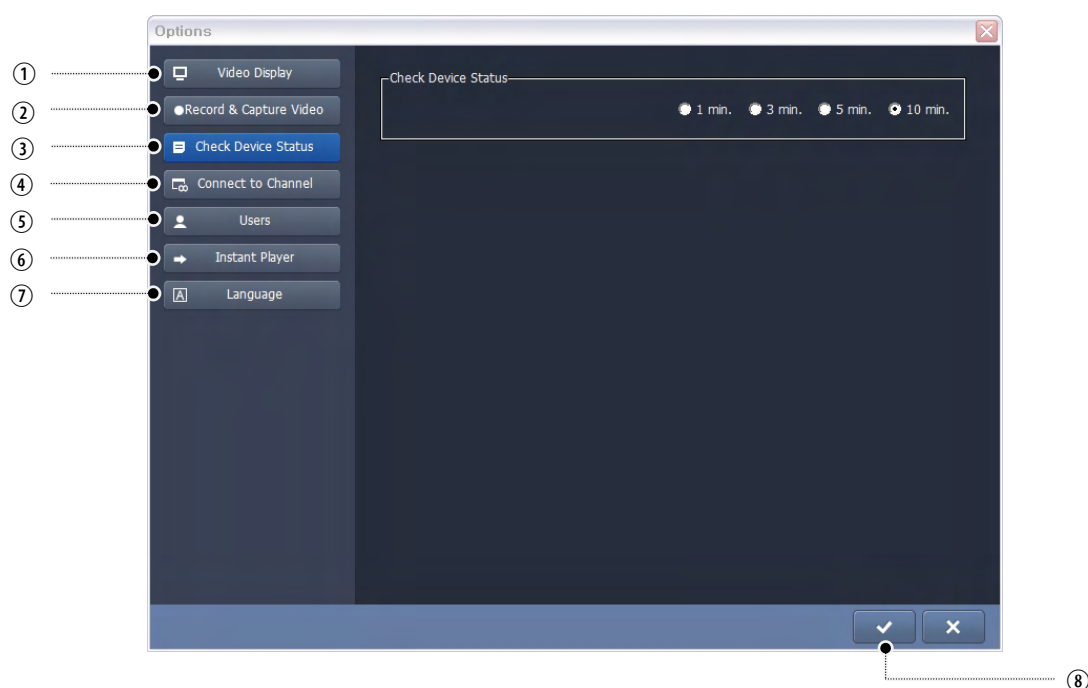 Options
① Video Display
② Record & Capture Video
③ Check Device Status
④ Connect to Channel
⑤ Users
⑥ Instant Player
⑦ A Language
Check Device Status
1 min. 3 min. 5 min. 10 min.
⑧